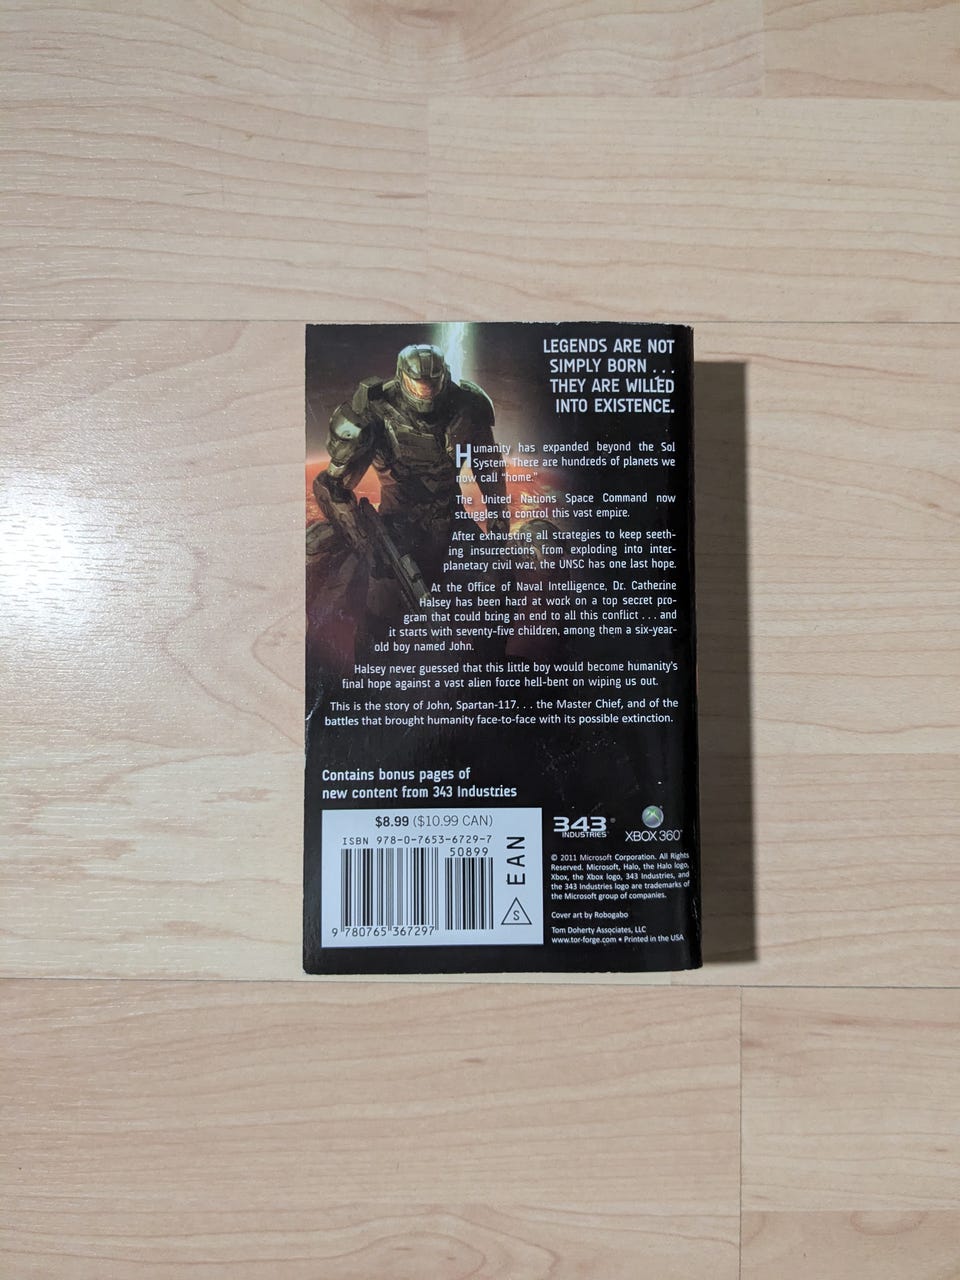 LEGENDS ARE NOT
SIMPLY BORN . . .
THEY ARE WILLED
INTO EXISTENCE.
Humanity has expanded beyond the Sol
System. There are hundreds of planets we
now call "home."
The United Nations Space Command now
struggles to control this vast empire.
After exhausting all strategies to keep seeth-
ing insurrections from exploding into inter-
planetary civil war, the UNSC has one last hope.
At the Office of Naval Intelligence, Dr. Catherine
Halsey has been hard at work on a top secret pro-
gram that could bring an end to all this conflict . . . and
it starts with seventy-five children, among them a six-year-
old boy named John.
Halsey never guessed that this little boy would become humanity's
final hope against a vast alien force hell-bent on wiping us out.
This is the story of John, Spartan-117. . . the Master Chief, and of the
battles that brought humanity face-to-face with its possible extinction.
Contains bonus pages of
new content from 343 Industries
$8.99 ($10.99 CAN)
ISBN 978-0-7653-6729-7
50899
EAN
S
9 780765 367297
343
INDUSTRIES
XBOX 360
© 2011 Microsoft Corporation. All Rights
Reserved. Microsoft, Halo, the Halo logo,
Xbox, the Xbox logo, 343 Industries, and
the 343 Industries logo are trademarks of
the Microsoft group of companies.
Cover art by Robogabo
Tom Doherty Associates, LLC
www.tor-forge.com • Printed in the USA